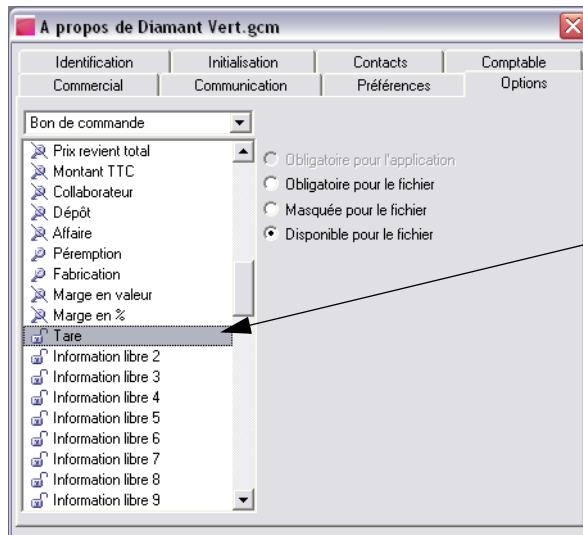 A propos de Diamant Vert.gcm
Identification Initialisation Contacts Comptable
Commercial Communication Préférences Options
Bon de commande
Prix revient total
Montant TTC
Collaborateur
Dépôt
Affaire
Péremption
Fabrication
Marge en valeur
Marge en %
Tare
Information libre 2
Information libre 3
Information libre 4
Information libre 5
Information libre 6
Information libre 7
Information libre 8
Information libre 9
Obligatoire pour l'application
Obligatoire pour le fichier
Masquée pour le fichier
Disponible pour le fichier